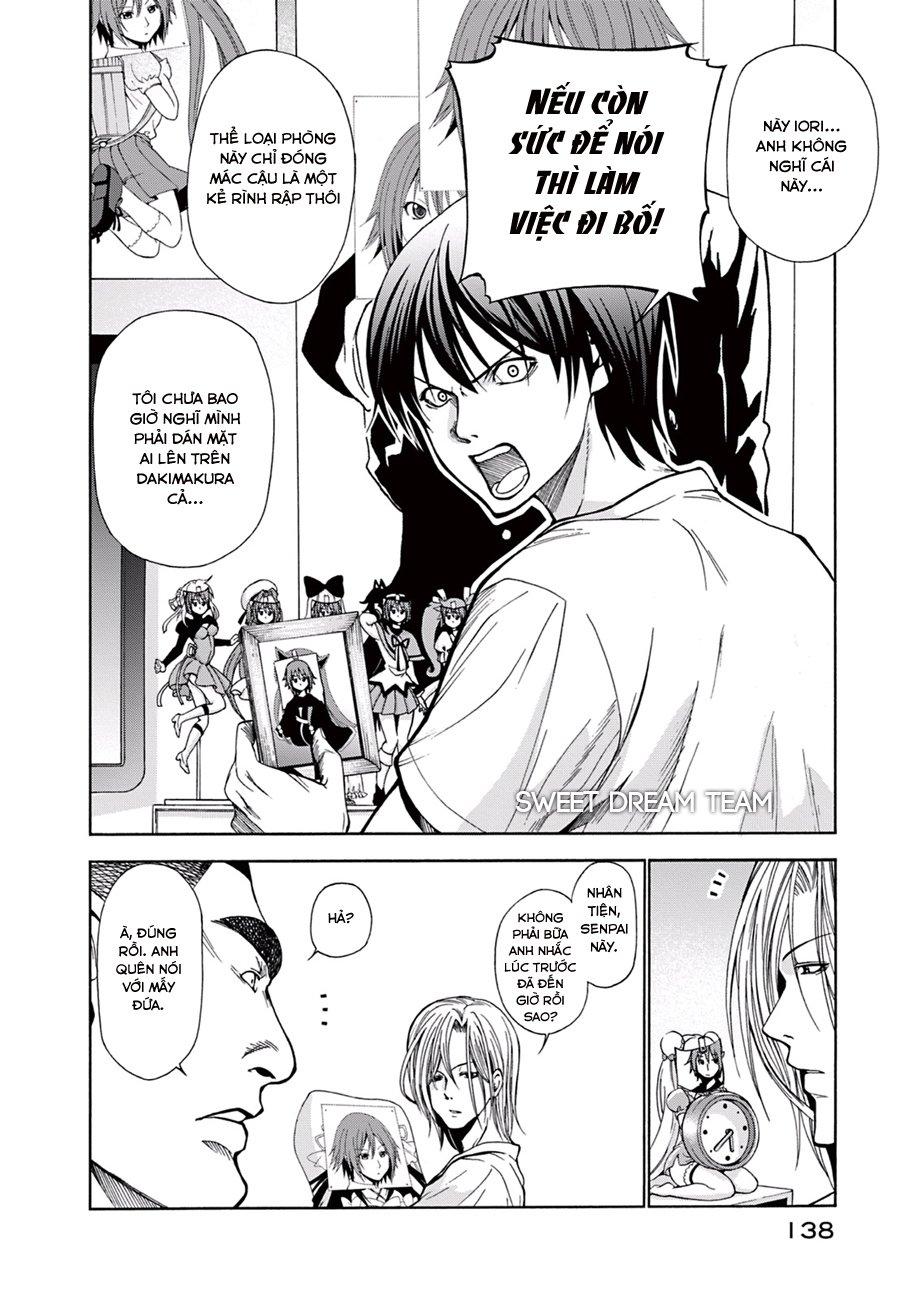 NÀY IORI...
ANH KHÔNG
NGHĨ CÁI
NÀY...
NẾU CÒN
SỨC ĐỂ NÓI
THÌ LÀM
VIỆC ĐI BỐ!
THỂ LOẠI PHÒNG
NÀY CHỈ ĐÓNG
MÁC CẬU LÀ MỘT
KẺ RÌNH RẬP THÔI
TÔI CHƯA BAO
GIỜ NGHĨ MÌNH
PHẢI DÁN MẶT
AI LÊN TRÊN
DAKIMAKURA
CẢ...
SWEET DREAM TEAM
NHÂN
TIỆN,
SENPAI
NÀY.
KHÔNG
PHẢI BỮA
ANH NHẮC
LÚC TRƯỚC
ĐÃ ĐẾN
GIỜ RỒI
SAO?
HẢ?
À, ĐÚNG
RỒI. ANH
QUÊN NÓI
VỚI MẤY
ĐỨA.
138